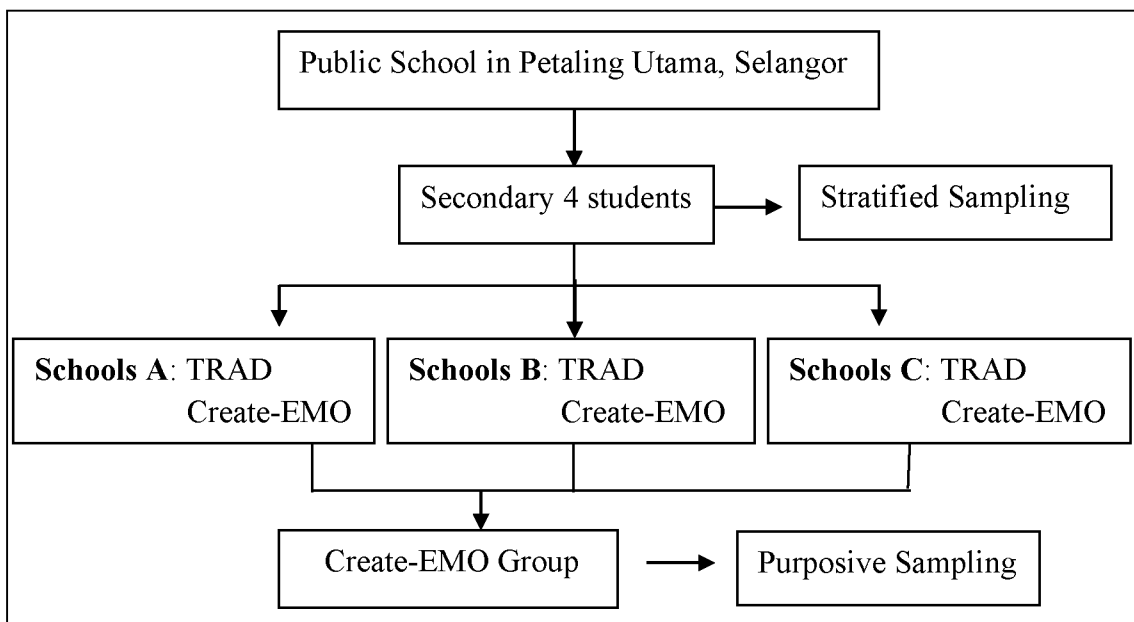 Public School in Petaling Utama, Selangor
Secondary 4 students
Stratified Sampling
Schools A: TRAD
Create-EMO
Schools B: TRAD
Create-EMO
Schools C: TRAD
Create-EMO
Create-EMO Group
Purposive Sampling